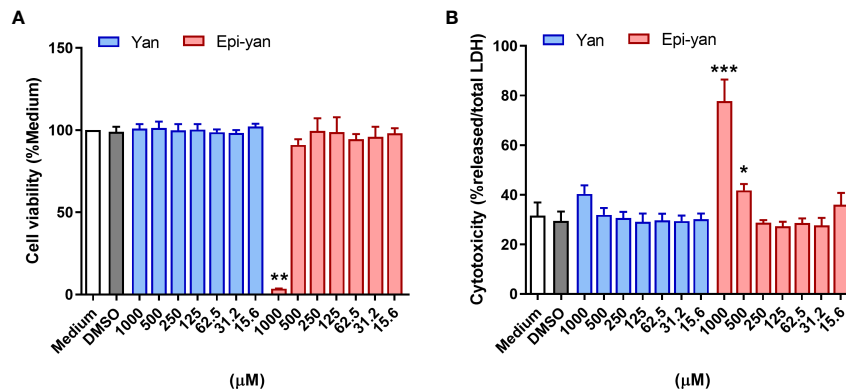 A
Yan Epi-yan
Cell viability (%Medium)
150
100
50
0
**
Medium DMSO 1000 500 250 125 62.5 31.2 15.6 1000 500 250 125 62.5 31.2 15.6
(μM)
B
Yan Epi-yan
Cytotoxicity (%released/total LDH)
100
80
60
40
20
0
***
*
Medium DMSO 1000 500 250 125 62.5 31.2 15.6 1000 500 250 125 62.5 31.2 15.6
(μM)